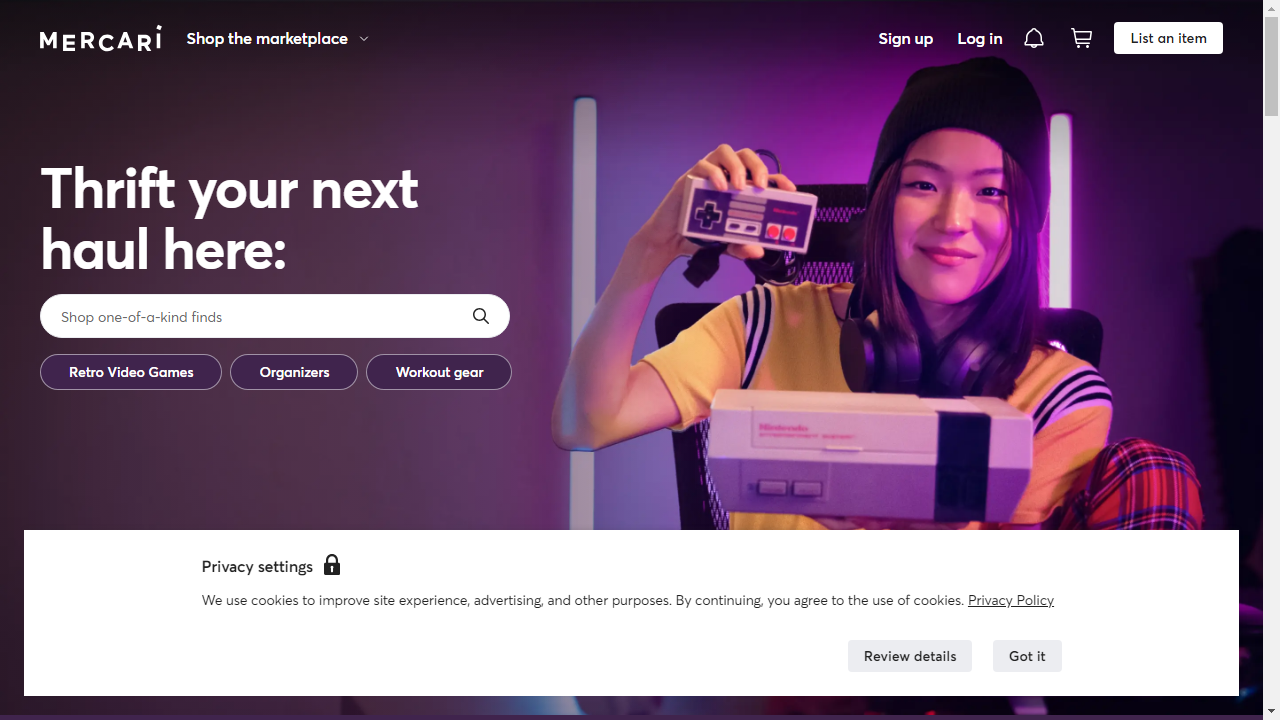 MERCARI
Shop the marketplace
Sign up
Log in
List an item
Thrift your next
haul here:
Shop one-of-a-kind finds
Retro Video Games
Organizers
Workout gear
Nintendo
Privacy settings
We use cookies to improve site experience, advertising, and other purposes. By continuing, you agree to the use of cookies. Privacy Policy
Review details
Got it